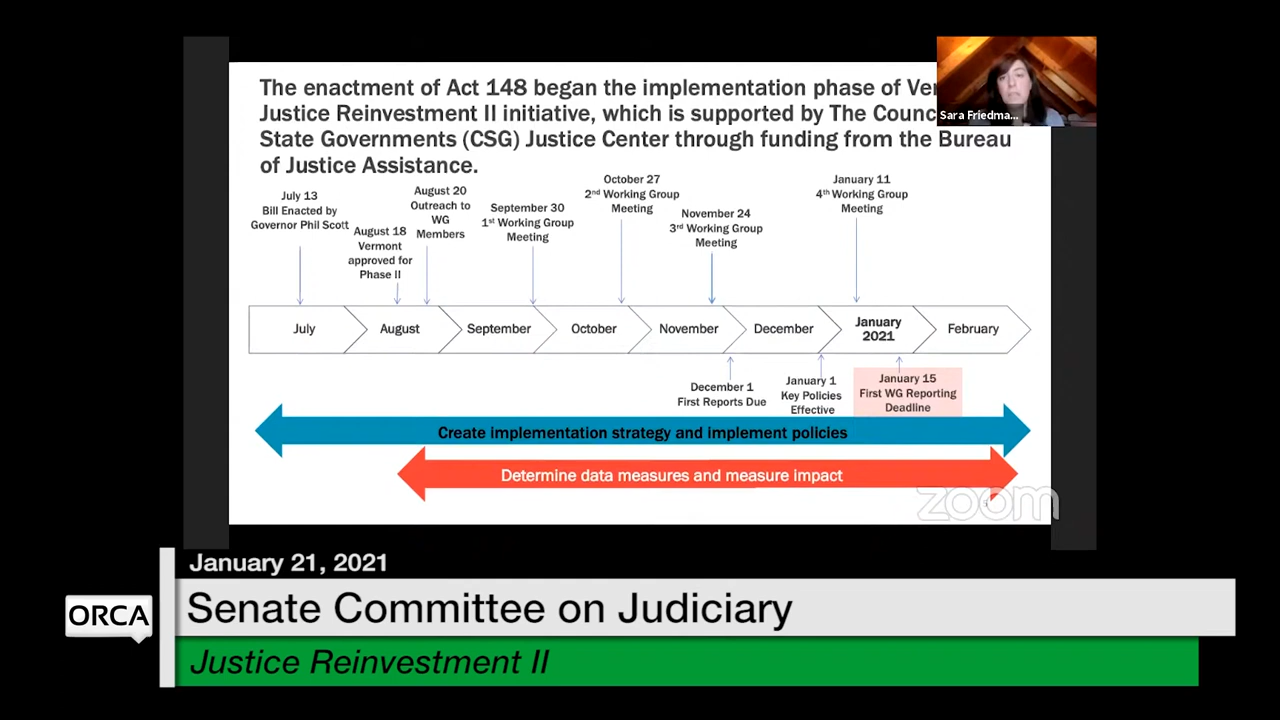 The enactment of Act 148 began the implementation phase of Ver
Justice Reinvestment II initiative, which is supported by The Counc
State Governments (CSG) Justice Center through funding from the Bureau
of Justice Assistance.
Sara Friedma...
July 13
Bill Enacted by
Governor Phil Scott
August 18
Vermont
approved for
Phase II
August 20
Outreach to
WG
Members
September 30
1st Working Group
Meeting
October 27
2nd Working Group
Meeting
November 24
3rd Working Group
Meeting
January 11
4th Working Group
Meeting
July
August
September
October
November
December
January
2021
February
December 1
First Reports Due
January 1
Key Policies
Effective
January 15
First WG Reporting
Deadline
Create implementation strategy and implement policies
Determine data measures and measure impact
zoom
January 21, 2021
ORCA
Senate Committee on Judiciary
Justice Reinvestment II